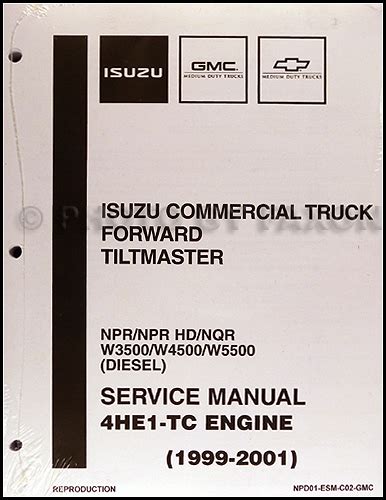 ISUZU
GMC
MEDIUM DUTY TRUCKS
MEDIUM DUTY TRUCKS
ISUZU COMMERCIAL TRUCK
FORWARD
TILTMASTER
NPR/NPR HD/NQR
W3500/W4500/W5500
(DIESEL)
SERVICE MANUAL
4HE1-TC ENGINE
(1999-2001)
REPRODUCTION
NPD01-ESM-C02-GMC